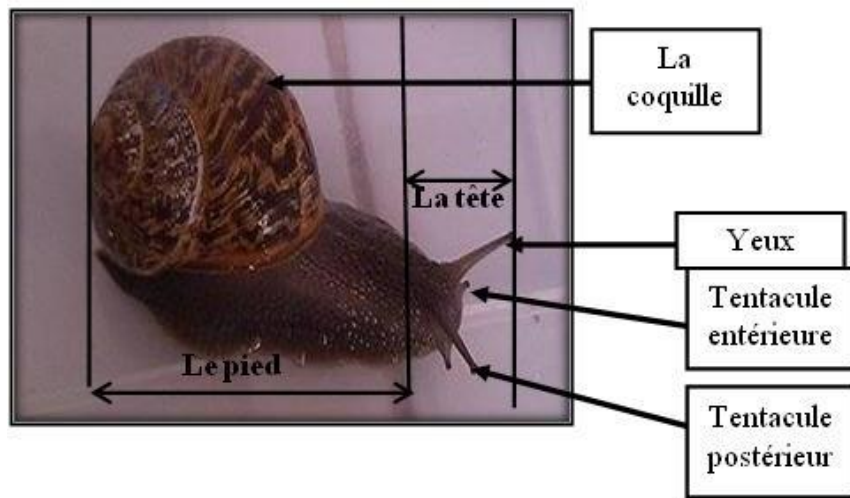 La
coquille
La tête
Yeux
Tentacule
entérieure
Le pied
Tentacule
postérieur